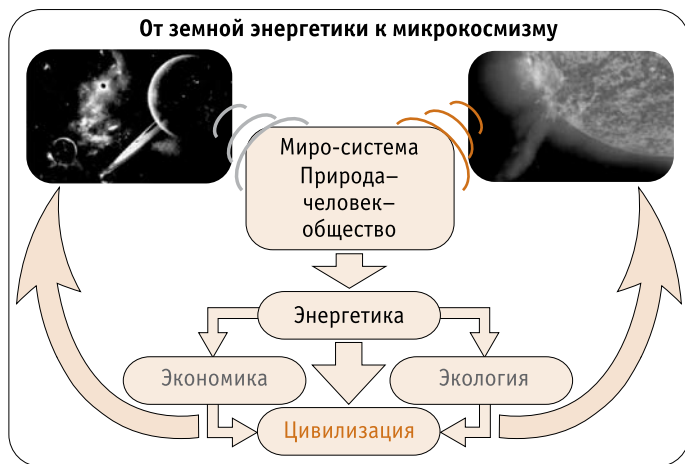 От земной энергетики к микрокосмизму
Миро-система
Природа–
человек–
общество
Энергетика
Экономика
Экология
Цивилизация